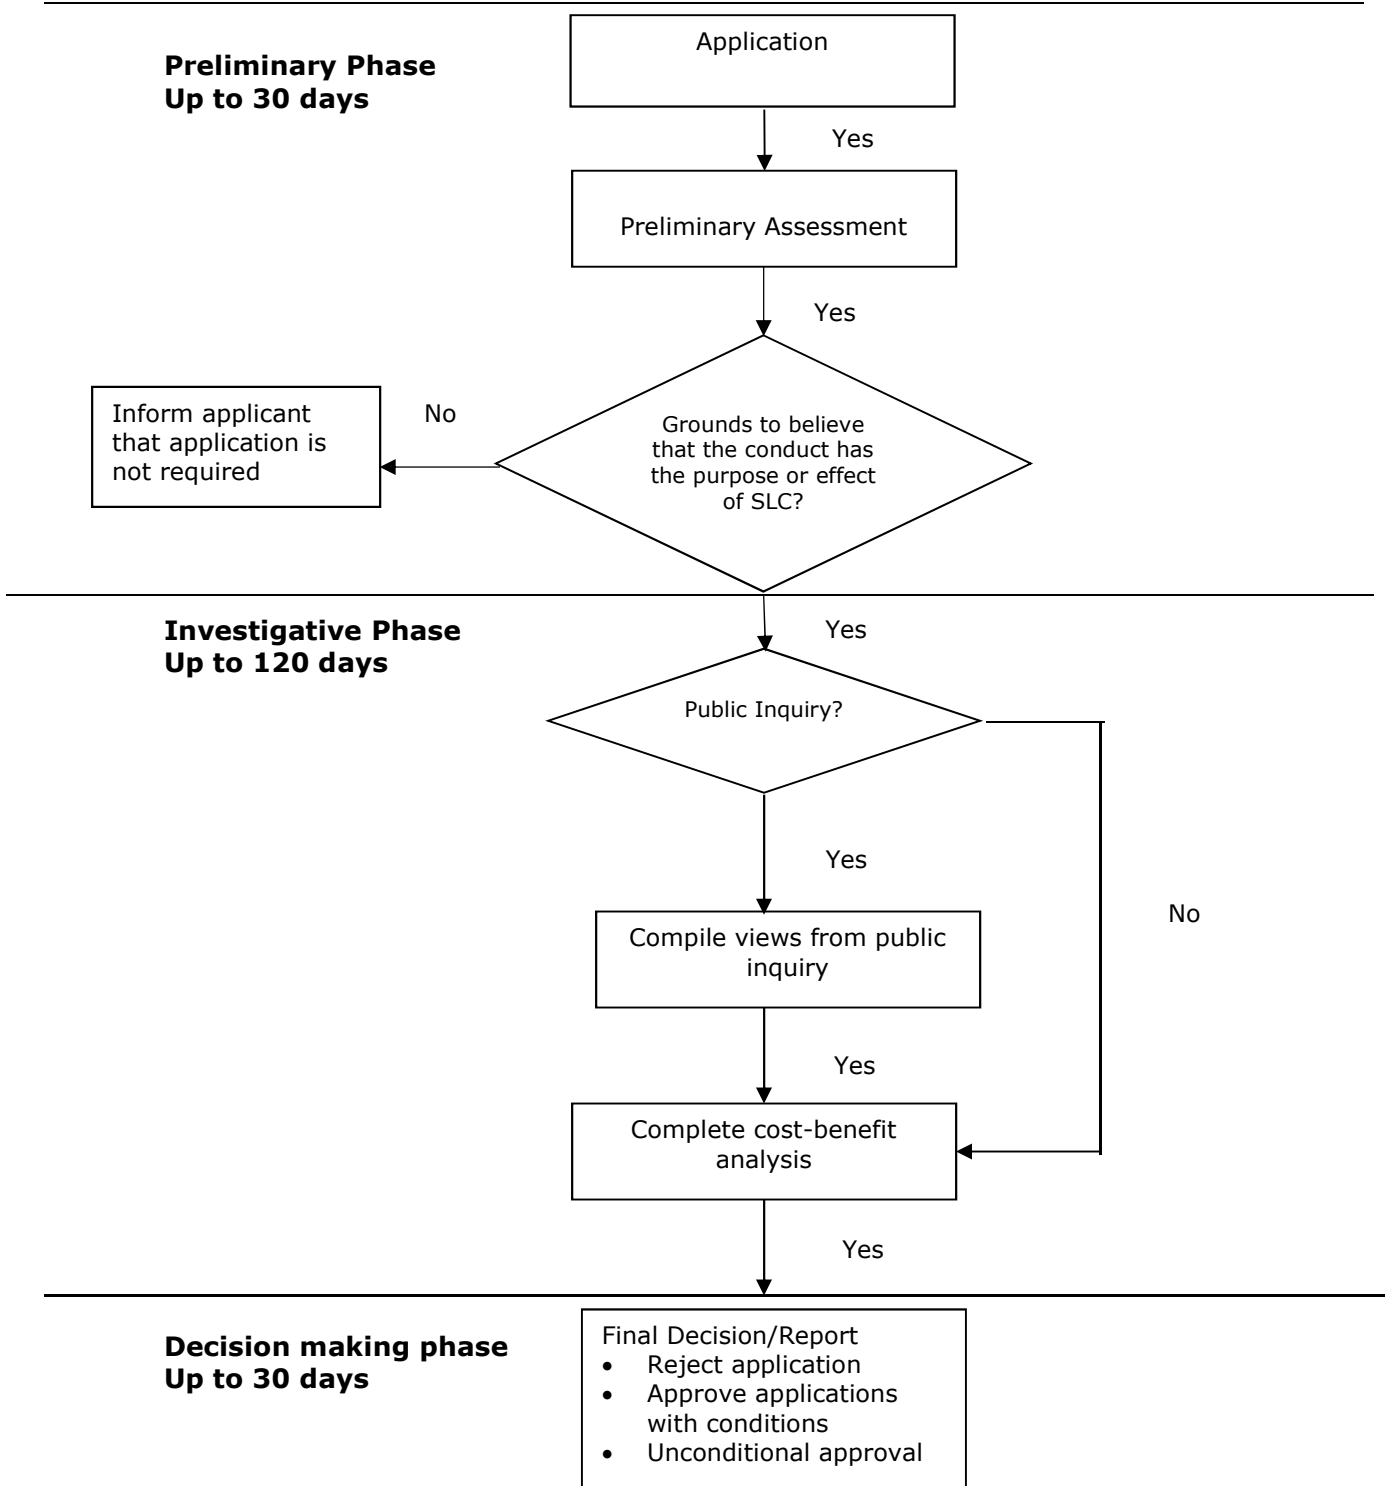 Application
Preliminary Phase
Up to 30 days
Yes
Preliminary Assessment
Yes
Inform applicant
that application is
not required
No
Grounds to believe
that the conduct has
the purpose or effect
of SLC?
Investigative Phase
Up to 120 days
Yes
Public Inquiry?
Yes
No
Compile views from public
inquiry
Yes
Complete cost-benefit
analysis
Yes
Decision making phase
Up to 30 days
Final Decision/Report
• Reject application
• Approve applications
with conditions
• Unconditional approval